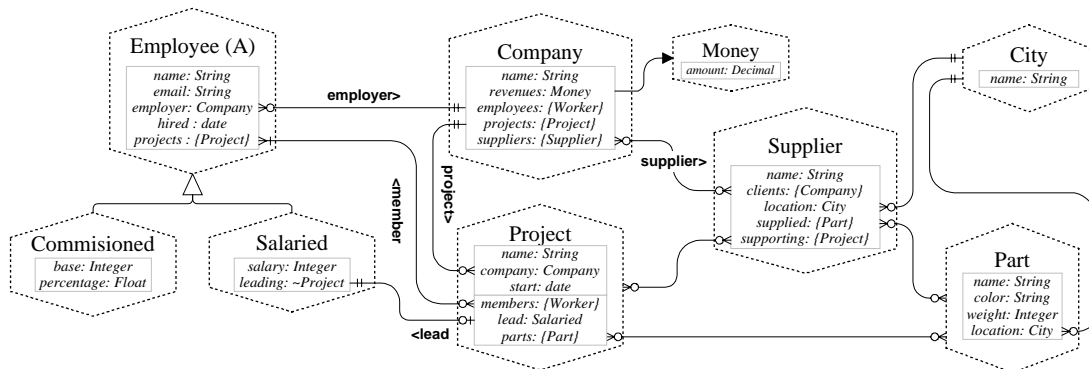 Employee (A)
name: String
email: String
employer: Company
hired : date
projects : {Project}
employer>
Company
name: String
revenues: Money
employees: {Worker}
projects: {Project}
suppliers: {Supplier}
Money
amount: Decimal
City
name: String
supplier>
Supplier
name: String
clients: {Company}
location: City
supplied: {Part}
supporting: {Project}
<member
project>
Commisioned
base: Integer
percentage: Float
Salaried
salary: Integer
leading: ~Project
<lead
Project
name: String
company: Company
start: date
members: {Worker}
lead: Salaried
parts: {Part}
Part
name: String
color: String
weight: Integer
location: City